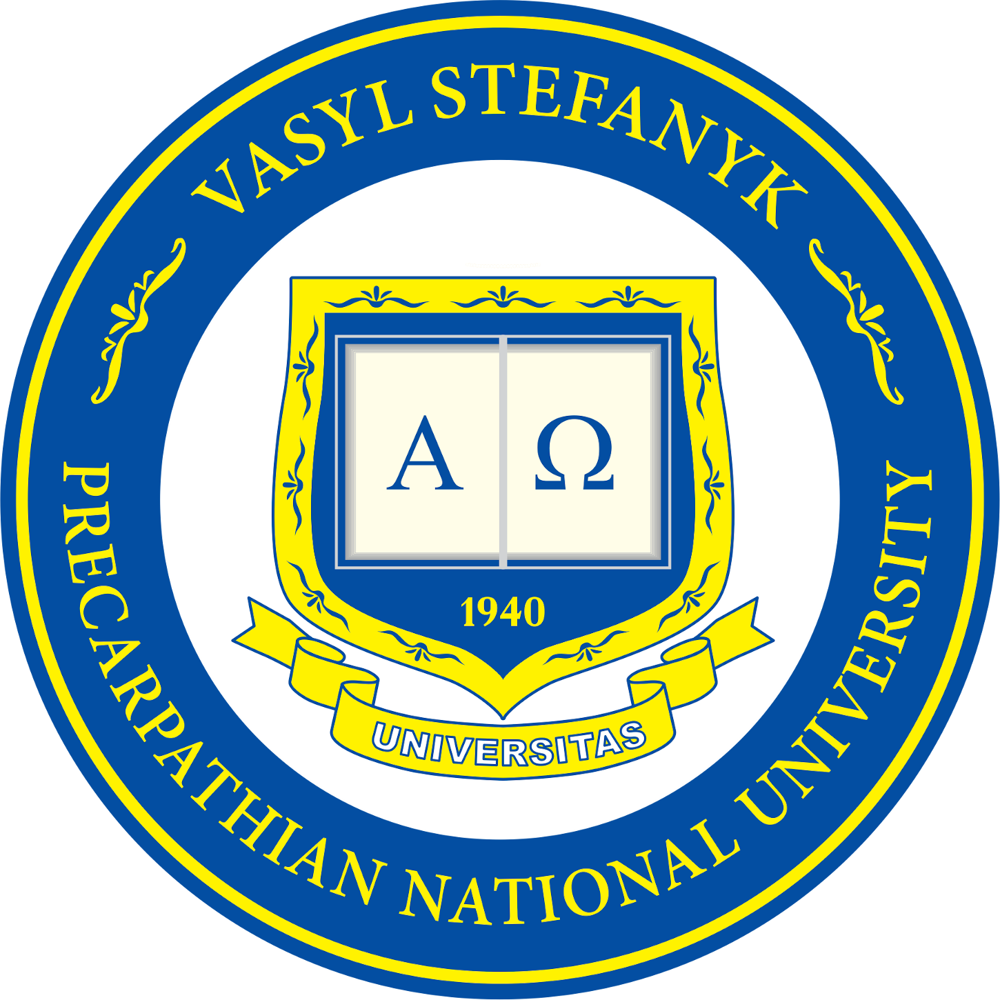 VASYL STEFANYK
PRECARPATHIAN NATIONAL UNIVERSITY
Α Ω
1940
UNIVERSITAS